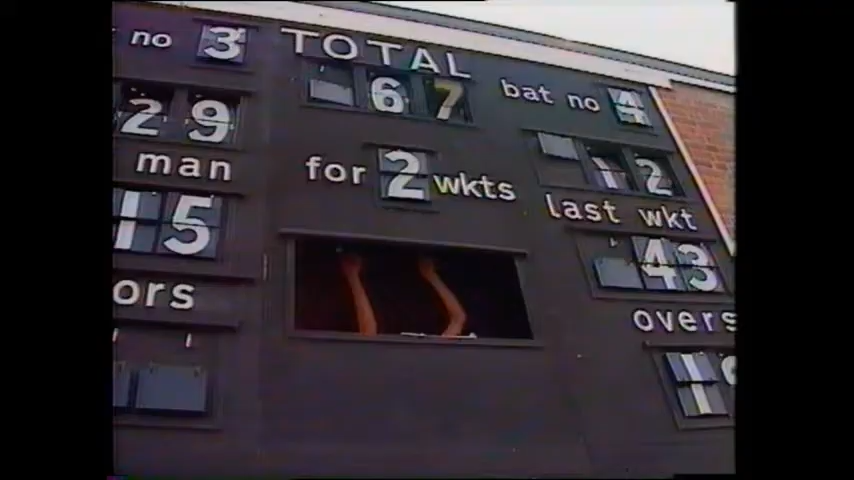 no 3 TOTAL
67 bat no 4
29 12
man for 2 wkts
15 last wkt
43
ors overs
1